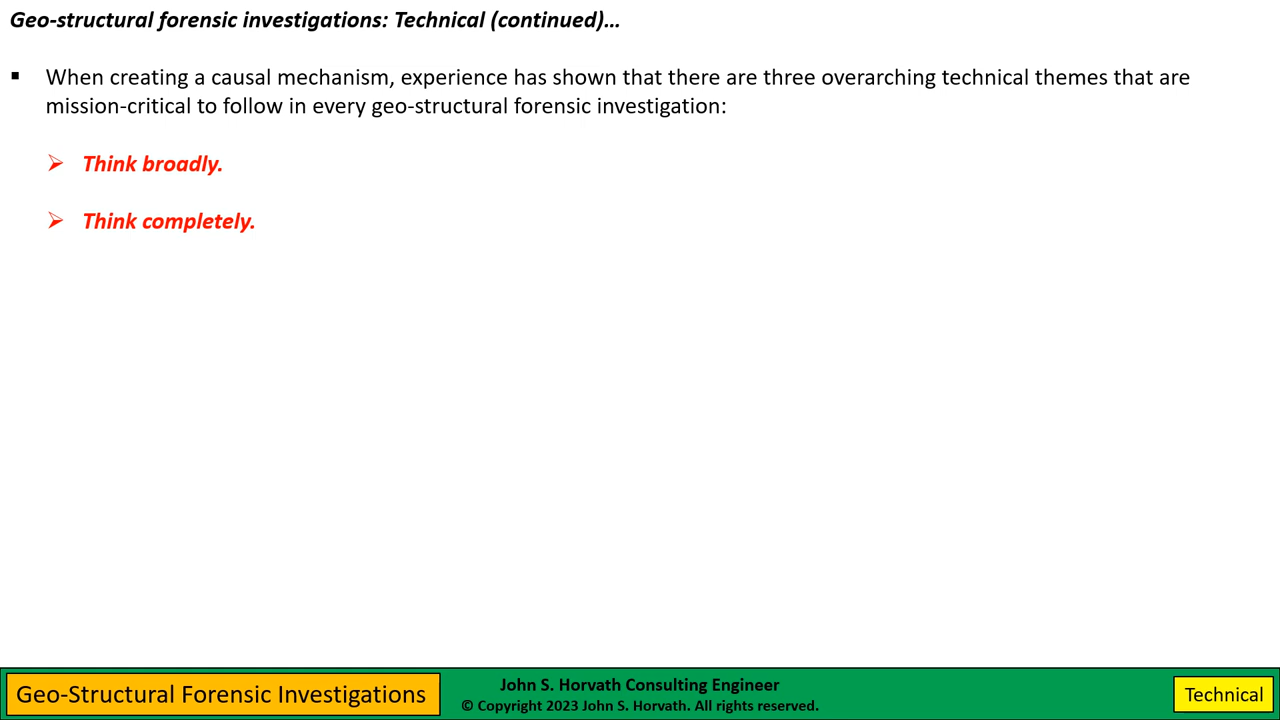 Geo-structural forensic investigations: Technical (continued)…
▪ When creating a causal mechanism, experience has shown that there are three overarching technical themes that are
mission-critical to follow in every geo-structural forensic investigation:
➢ Think broadly.
➢ Think completely.
Geo-Structural Forensic Investigations
John S. Horvath Consulting Engineer
© Copyright 2023 John S. Horvath. All rights reserved.
Technical